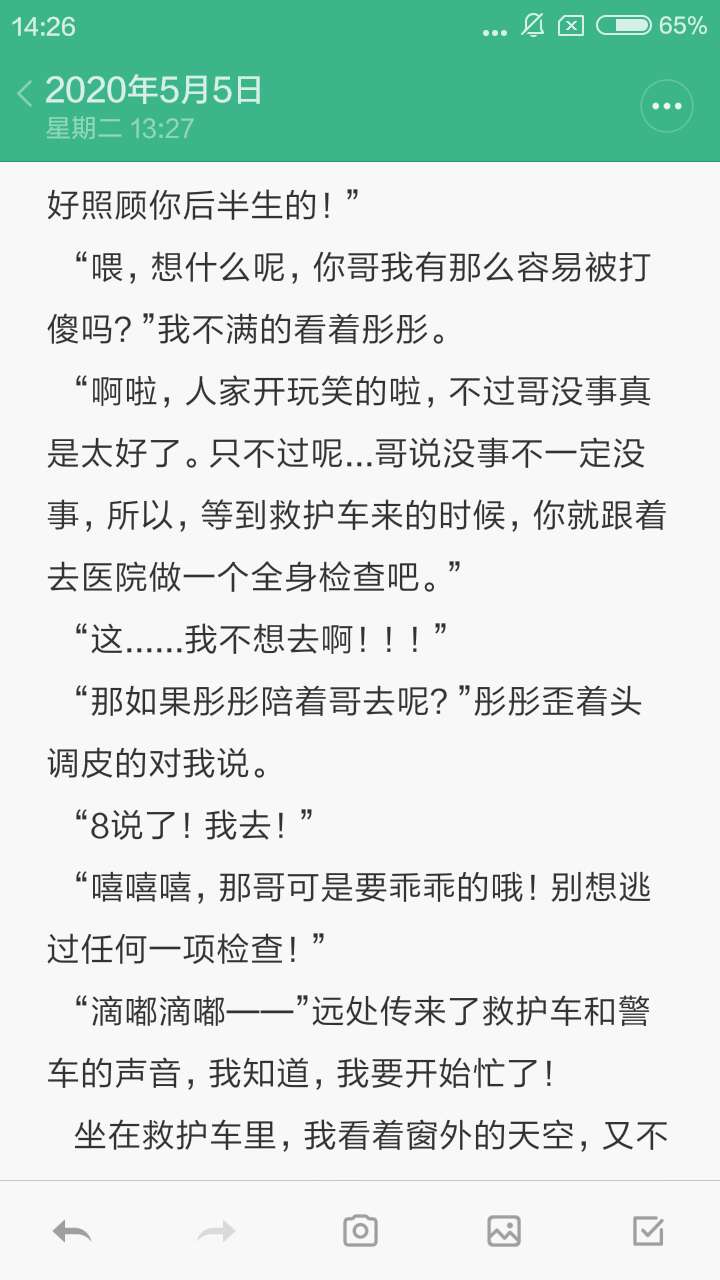 14:26
65%
2020年5月5日
星期二 13:27
好照顾你后半生的！”
“喂，想什么呢，你哥我有那么容易被打
傻吗？”我不满的看着彤彤。
“啊啦，人家开玩笑的啦，不过哥没事真
是太好了。只不过呢...哥说没事不一定没
事，所以，等到救护车来的时候，你就跟着
去医院做一个全身检查吧。”
“这......我不想去啊！！！”
“那如果彤彤陪着哥去呢？”彤彤歪着头
调皮的对我说。
“8说了！我去！”
“嘻嘻嘻，那哥可是要乖乖的哦！别想逃
过任何一项检查！”
“滴嘟滴嘟——”远处传来了救护车和警
车的声音，我知道，我要开始忙了！
坐在救护车里，我看着窗外的天空，又不